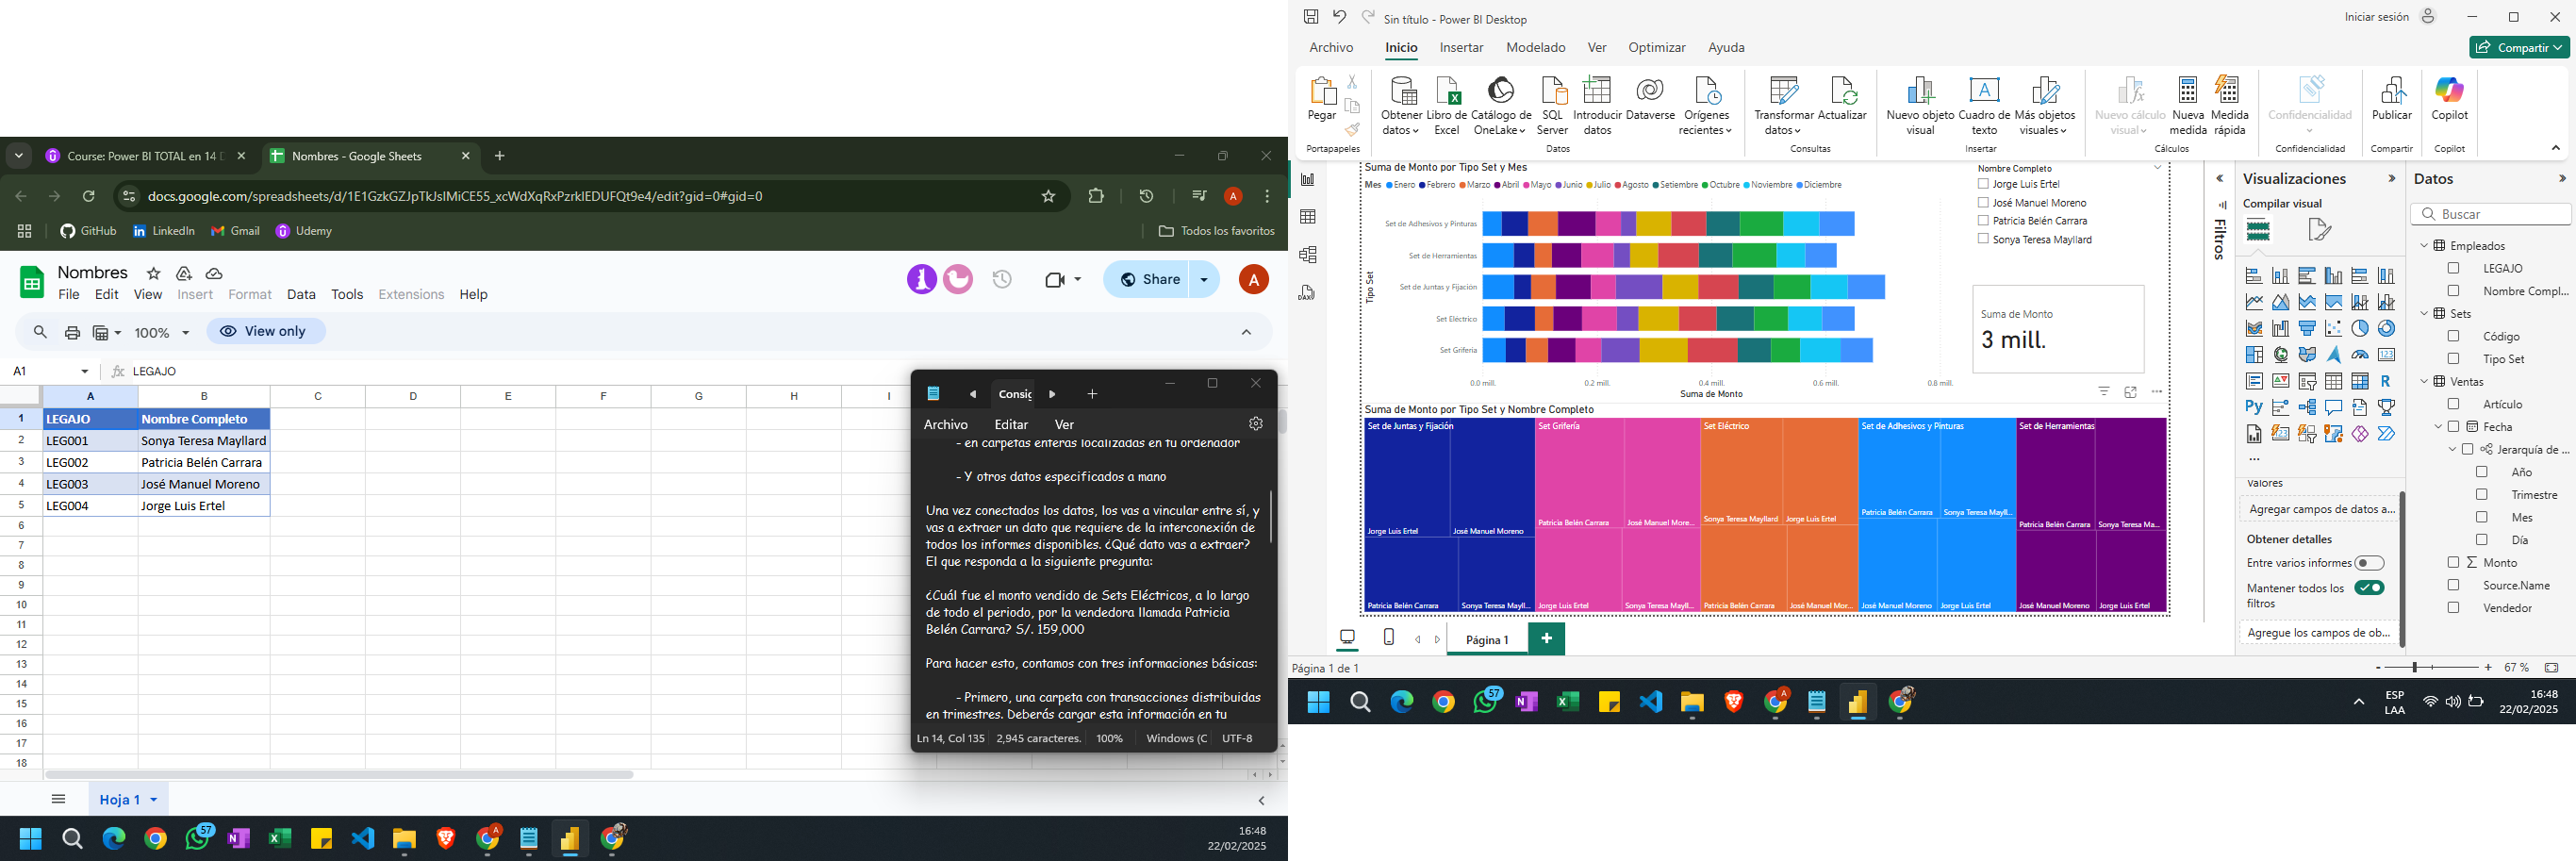 Course: Power BI TOTAL en 14 D
Nombres - Google Sheets
docs.google.com/spreadsheets/d/1E1GzkGZJpTkJslMiCE55_xcWdXqRxPzrklEDUFQt9e4/edit?gid=0#gid=0
A
GitHub
LinkedIn
Gmail
Udemy
Todos los favoritos
Nombres
File Edit View Insert Format Data Tools Extensions Help
Share
A
100%
View only
A1
fx LEGAJO
A B C D E F G H I
1 LEGAJO Nombre Completo
2 LEG001 Sonya Teresa Mayllard
3 LEG002 Patricia Belén Carrara
4 LEG003 José Manuel Moreno
5 LEG004 Jorge Luis Ertel
6
7
8
9
10
11
12
13
14
15
16
17
18
Hoja 1
Consig
Archivo Editar Ver
- en carpetas enteras localizadas en tu ordenador
- Y otros datos especificados a mano
Una vez conectados los datos, los vas a vincular entre sí, y
vas a extraer un dato que requiere de la interconexión de
todos los informes disponibles. ¿Qué dato vas a extraer?
El que responda a la siguiente pregunta:
¿Cuál fue el monto vendido de Sets Eléctricos, a lo largo
de todo el periodo, por la vendedora llamada Patricia
Belén Carrara? S/. 159,000
Para hacer esto, contamos con tres informaciones básicas:
- Primero, una carpeta con transacciones distribuidas
en trimestres. Deberás cargar esta información en tu
Ln 14, Col 135 2,945 caracteres. 100% Windows (C UTF-8
57
A
16:48
22/02/2025
Sin título - Power BI Desktop
Iniciar sesión
Archivo Inicio Insertar Modelado Ver Optimizar Ayuda
Compartir
Pegar
Portapapeles
Obtener datos
Libro de Excel
Catálogo de OneLake
SQL Server
Introducir datos
Dataverse
Orígenes recientes
Datos
Transformar datos
Actualizar
Consultas
Nuevo objeto visual
Cuadro de texto
Más objetos visuales
Insertar
Nuevo cálculo visual
Nueva medida
Medida rápida
Cálculos
Confidencialidad
Confidencialidad
Publicar
Compartir
Copilot
Copilot
Suma de Monto por Tipo Set y Mes
Mes Enero Febrero Marzo Abril Mayo Junio Julio Agosto Setiembre Octubre Noviembre Diciembre
Tipo Set
Set de Adhesivos y Pinturas
Set de Herramientas
Set de Juntas y Fijación
Set Eléctrico
Set Grifería
0.0 mill. 0.2 mill. 0.4 mill. 0.6 mill. 0.8 mill.
Suma de Monto
Nombre Completo
Jorge Luis Ertel
José Manuel Moreno
Patricia Belén Carrara
Sonya Teresa Mayllard
Suma de Monto
3 mill.
Suma de Monto por Tipo Set y Nombre Completo
Set de Juntas y Fijación Set Grifería Set Eléctrico Set de Adhesivos y Pinturas Set de Herramientas
Patricia Belén Carrara Sonya Teresa Mayll...
Patricia Belén Carrara José Manuel More... Sonya Teresa Mayllard Jorge Luis Ertel
Patricia Belén Carrara Sonya Teresa Ma...
Jorge Luis Ertel José Manuel Moreno
Patricia Belén Carrara Sonya Teresa Mayll... Jorge Luis Ertel Sonya Teresa Mayll... Patricia Belén Carrara José Manuel Mor... José Manuel Moreno Jorge Luis Ertel José Manuel Moreno Jorge Luis Ertel
Página 1
Página 1 de 1
67 %
Filtros
Visualizaciones
Compilar visual
Valores
Agregar campos de datos a...
Obtener detalles
Entre varios informes
Mantener todos los
filtros
Agregue los campos de ob...
Datos
Buscar
Empleados
LEGAJO
Nombre Compl...
Sets
Código
Tipo Set
Ventas
Artículo
Fecha
Jerarquía de ...
Año
Trimestre
Mes
Día
Monto
Source.Name
Vendedor
57
A
ESP
LAA
16:48
22/02/2025